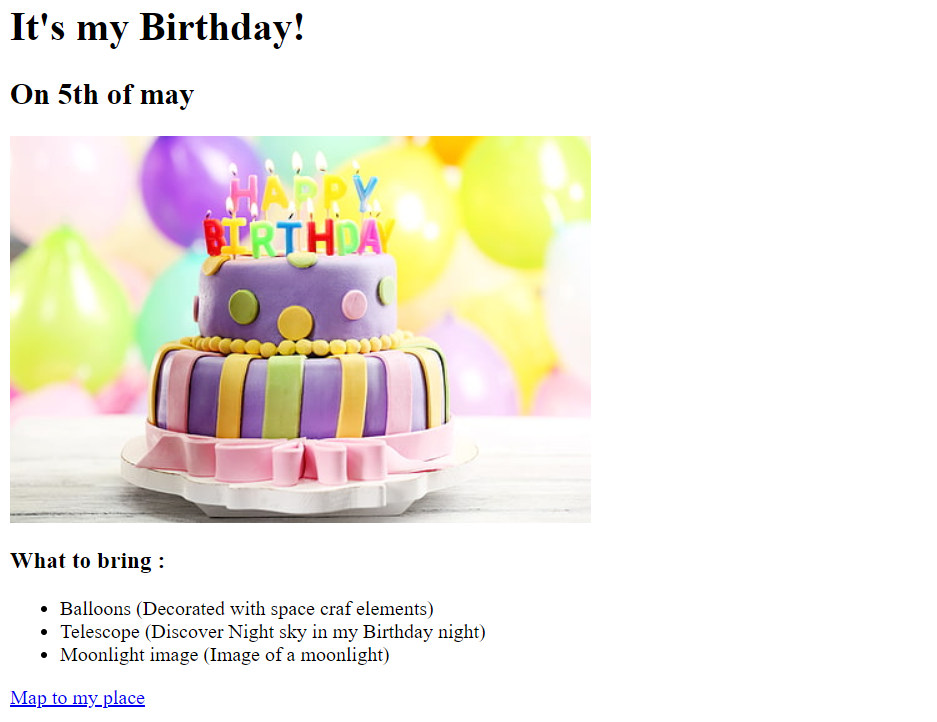 It's my Birthday!
On 5th of may
HAPPY
BIRTHDAY
What to bring :
Balloons (Decorated with space craf elements)
Telescope (Discover Night sky in my Birthday night)
Moonlight image (Image of a moonlight)
Map to my place